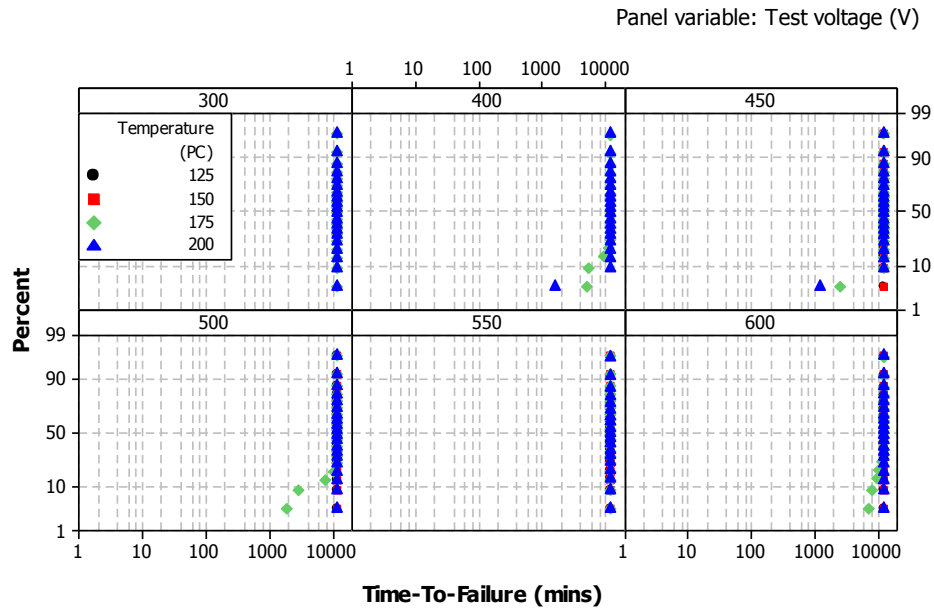 Panel variable: Test voltage (V)
1 10 100 1000 10000
300 400 450
Temperature
(PC)
125
150
175
200
99
90
50
10
1
Percent
500 550 600
99
90
50
10
1
1 10 100 1000 10000 1 10 100 1000 10000
Time-To-Failure (mins)